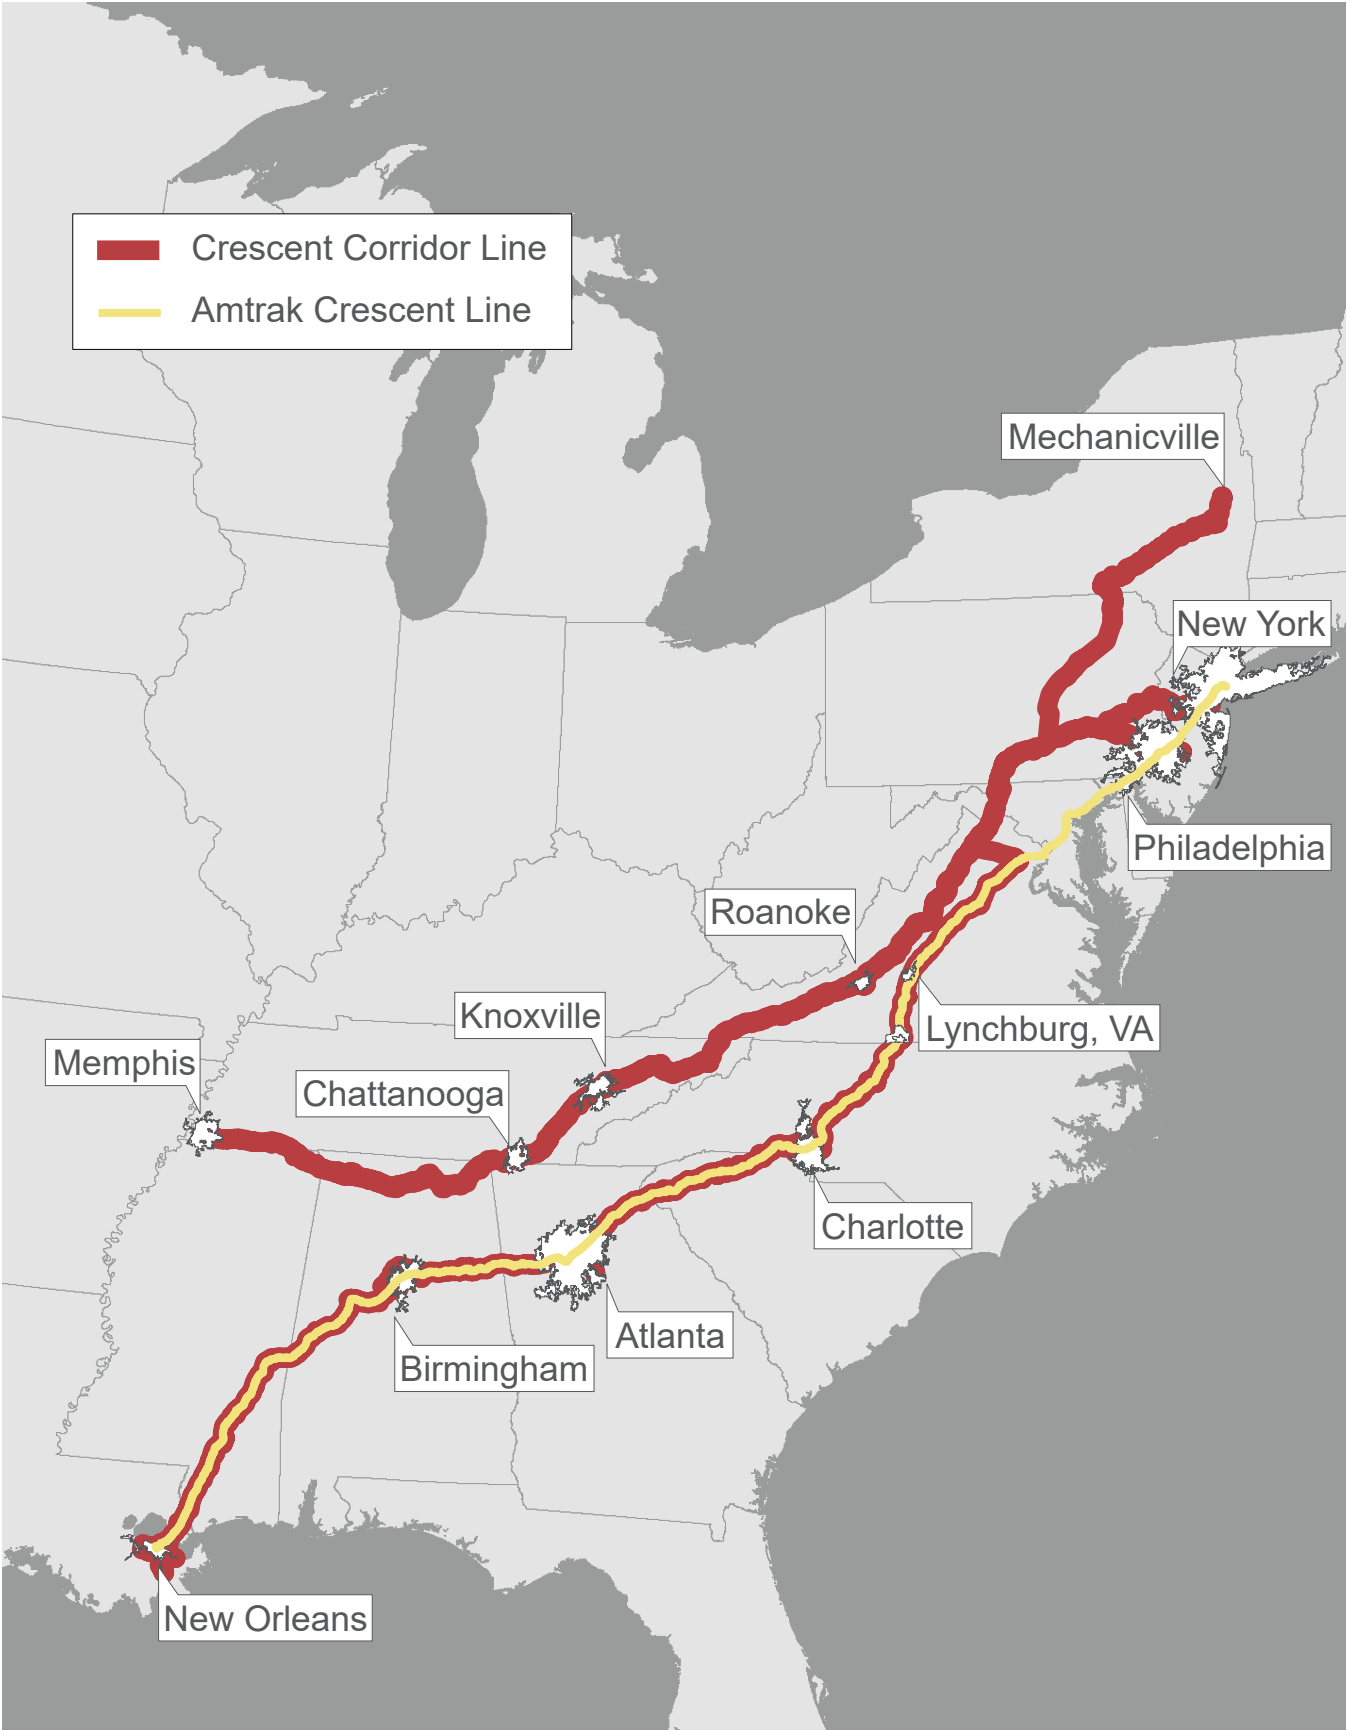 Crescent Corridor Line
Amtrak Crescent Line
Mechanicville
New York
Philadelphia
Roanoke
Knoxville
Lynchburg, VA
Memphis
Chattanooga
Charlotte
Atlanta
Birmingham
New Orleans